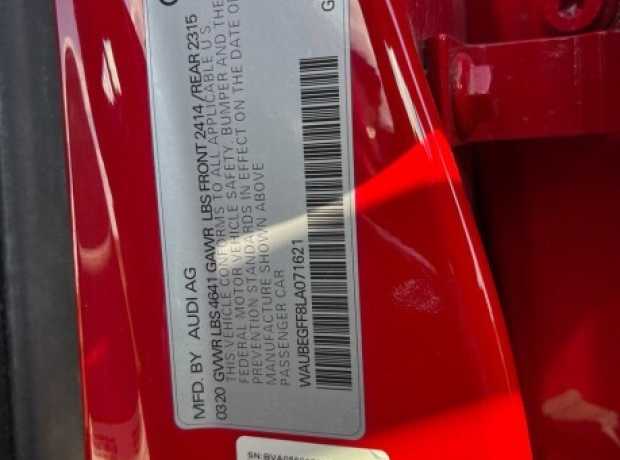 MFD. BY AUDI AG
0320 GVWR LBS 4641 GAWR LBS FRONT 2414 /REAR 2315
THIS VEHICLE CONFORMS TO ALL APPLICABLE U.S.
FEDERAL MOTOR VEHICLE SAFETY, BUMPER AND THE
PREVENTION STANDARDS IN EFFECT ON THE DATE OF
MANUFACTURE SHOWN ABOVE
PASSENGER CAR
WAUBEGFF8LA071621
SN: